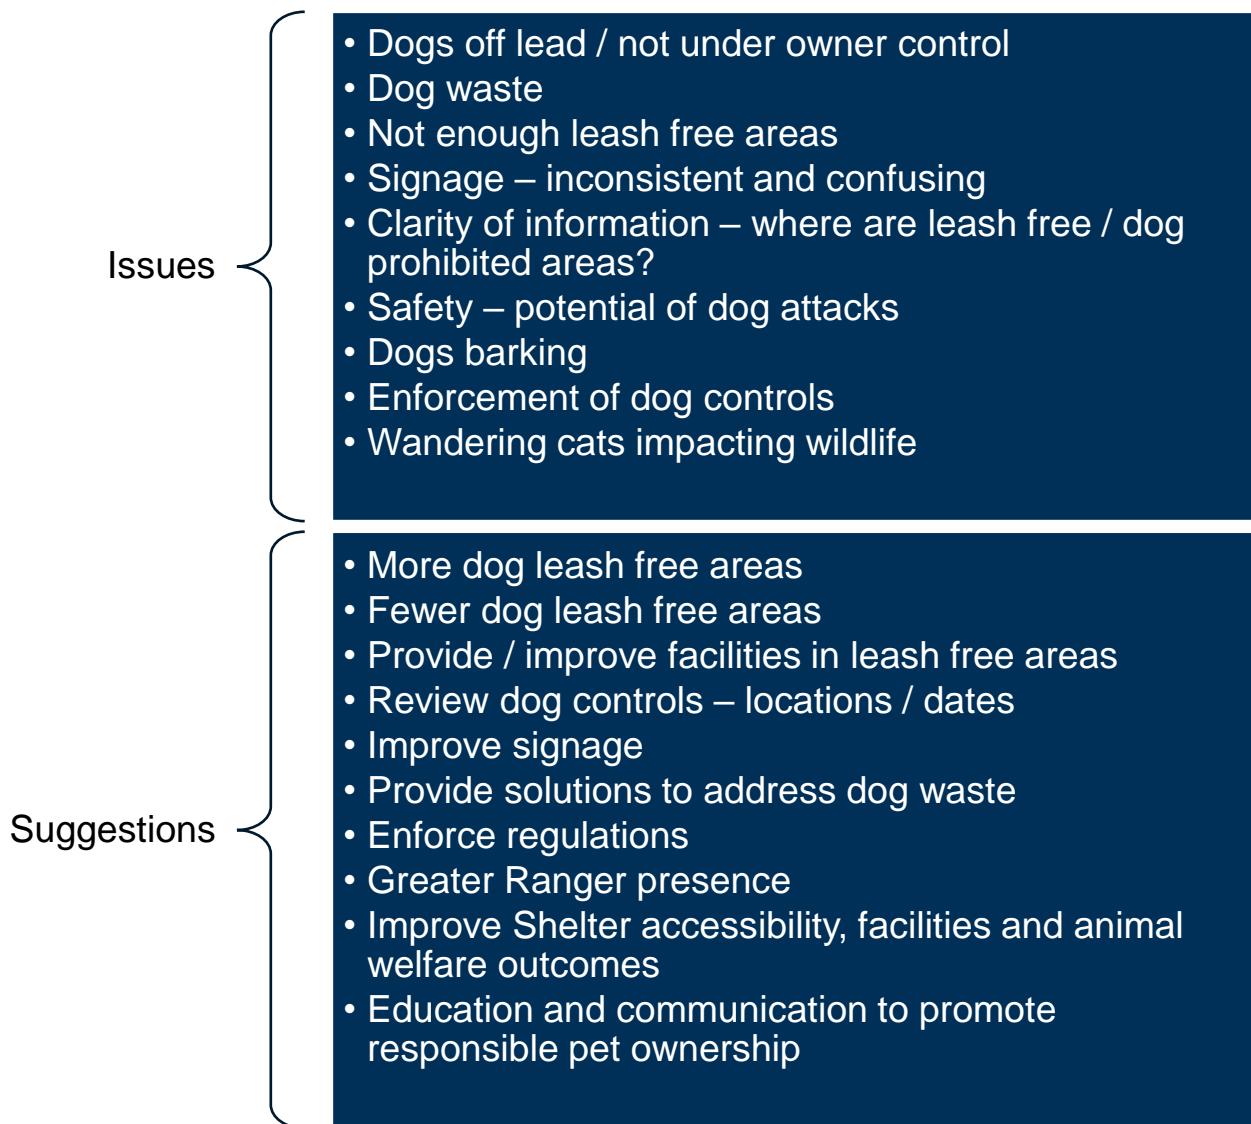 Issues
• Dogs off lead / not under owner control
• Dog waste
• Not enough leash free areas
• Signage – inconsistent and confusing
• Clarity of information – where are leash free / dog
prohibited areas?
• Safety – potential of dog attacks
• Dogs barking
• Enforcement of dog controls
• Wandering cats impacting wildlife
Suggestions
• More dog leash free areas
• Fewer dog leash free areas
• Provide / improve facilities in leash free areas
• Review dog controls – locations / dates
• Improve signage
• Provide solutions to address dog waste
• Enforce regulations
• Greater Ranger presence
• Improve Shelter accessibility, facilities and animal
welfare outcomes
• Education and communication to promote
responsible pet ownership